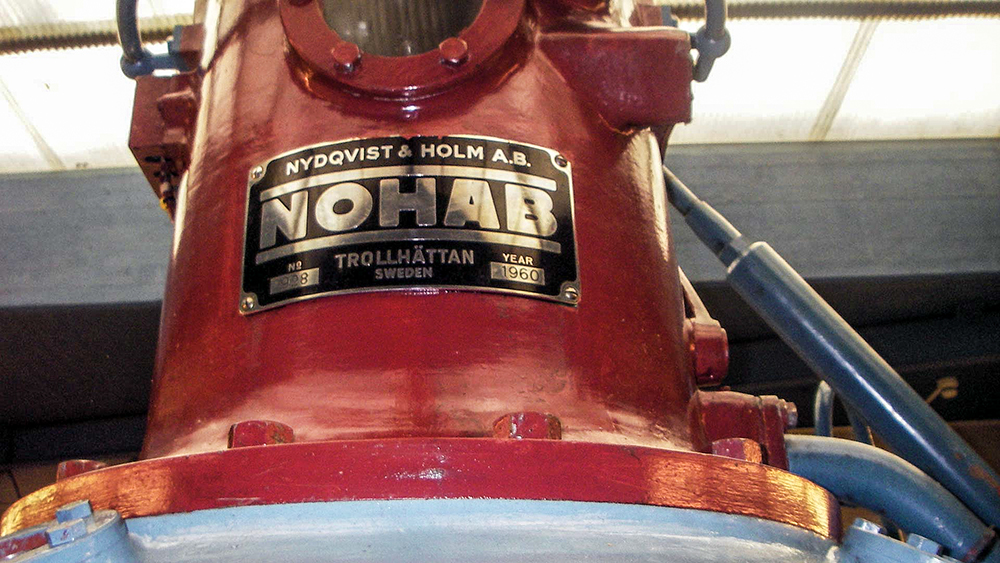 NYDQVIST & HOLM A.B.
NOHAB
TROLLHÄTTAN
SWEDEN
Nº
YEAR
1960